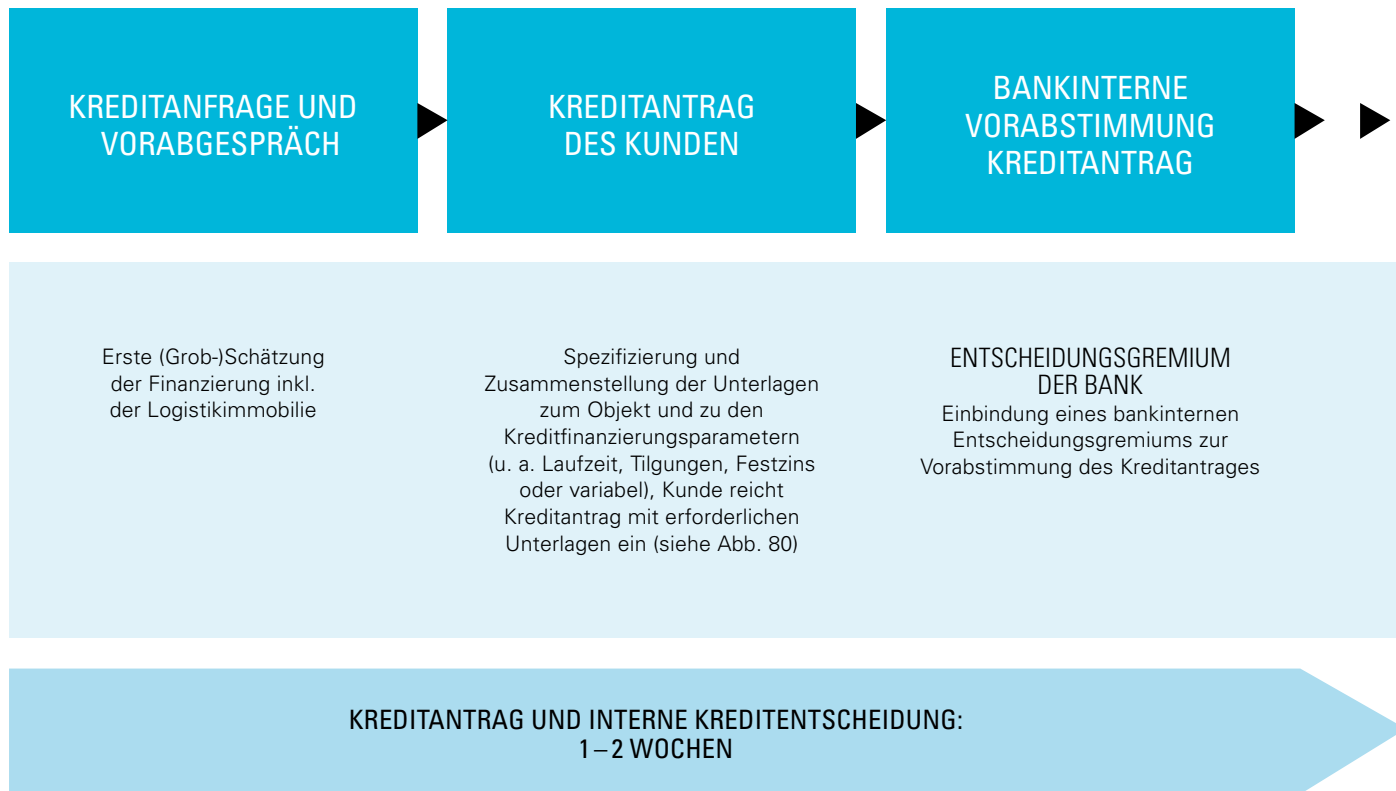 KREDITANFRAGE UND
VORABGESPRÄCH
KREDITANTRAG
DES KUNDEN
BANKINTERNE
VORABSTIMMUNG
KREDITANTRAG
Erste (Grob-)Schätzung
der Finanzierung inkl.
der Logistikimmobilie
Spezifizierung und
Zusammenstellung der Unterlagen
zum Objekt und zu den
Kreditfinanzierungsparametern
(u. a. Laufzeit, Tilgungen, Festzins
oder variabel), Kunde reicht
Kreditantrag mit erforderlichen
Unterlagen ein (siehe Abb. 80)
ENTSCHEIDUNGSGREMIUM
DER BANK
Einbindung eines bankinternen
Entscheidungsgremiums zur
Vorabstimmung des Kreditantrages
KREDITANTRAG UND INTERNE KREDITENTSCHEIDUNG:
1 – 2 WOCHEN